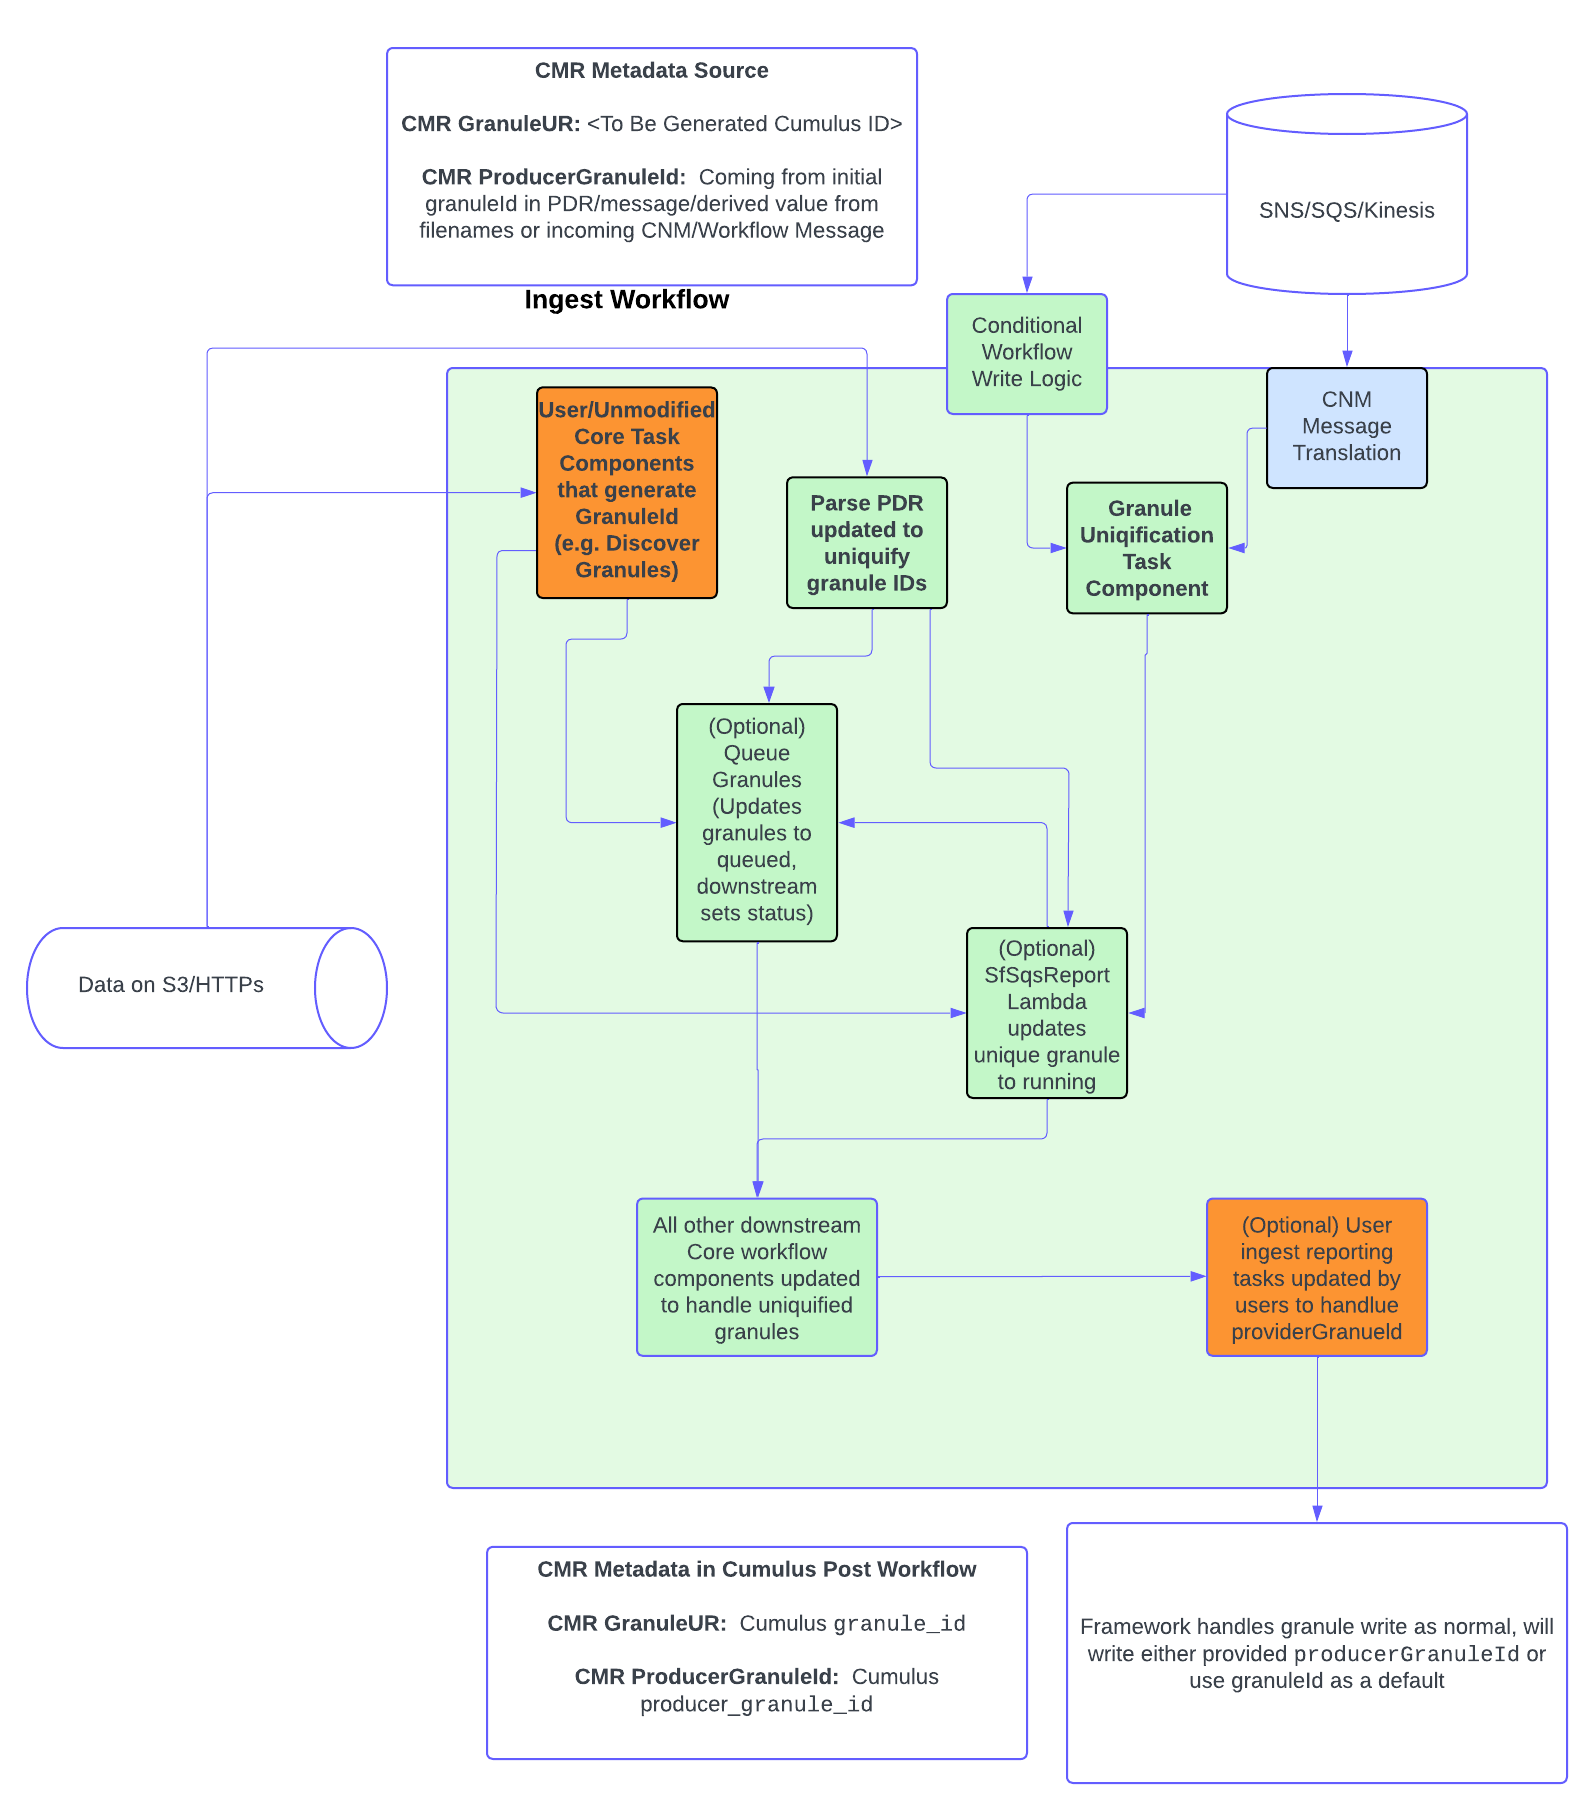 CMR Metadata Source
CMR GranuleUR: <To Be Generated Cumulus ID>
CMR ProducerGranuleId:  Coming from initial
granuleId in PDR/message/derived value from
filenames or incoming CNM/Workflow Message
SNS/SQS/Kinesis
Ingest Workflow
Conditional
Workflow
Write Logic
CNM
Message
Translation
User/Unmodified
Core Task
Components
that generate
GranuleId
(e.g. Discover
Granules)
Parse PDR
updated to
uniquify
granule IDs
Granule
Uniqification
Task
Component
(Optional)
Queue
Granules
(Updates
granules to
queued,
downstream
sets status)
Data on S3/HTTPs
(Optional)
SfSqsReport
Lambda
updates
unique granule
to running
All other downstream
Core workflow
components updated
to handle uniquified
granules
(Optional) User
ingest reporting
tasks updated by
users to handlue
providerGranueld
CMR Metadata in Cumulus Post Workflow
CMR GranuleUR:  Cumulus granule_id
CMR ProducerGranuleId:  Cumulus
producer_granule_id
Framework handles granule write as normal, will
write either provided producerGranuleId or
use granuleId as a default